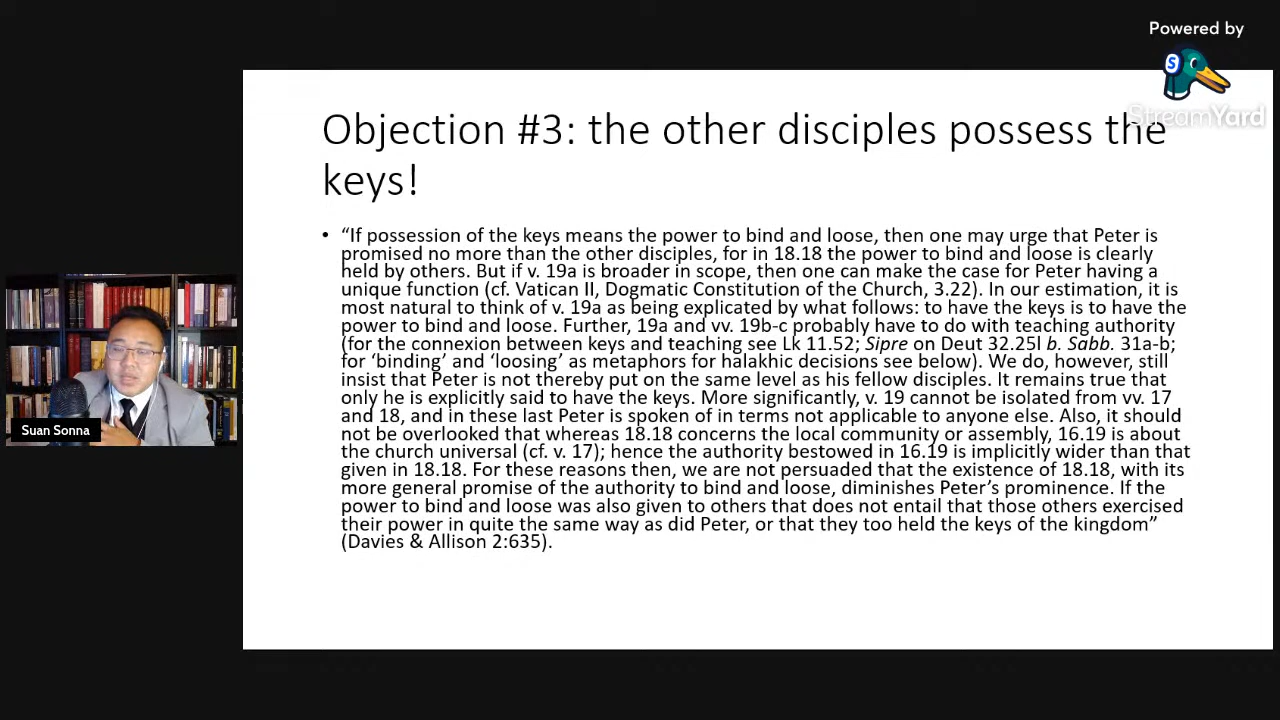 Powered by
StreamYard
Objection #3: the other disciples possess the
keys!
• “If possession of the keys means the power to bind and loose, then one may urge that Peter is
promised no more than the other disciples, for in 18.18 the power to bind and loose is clearly
held by others. But if v. 19a is broader in scope, then one can make the case for Peter having a
unique function (cf. Vatican II, Dogmatic Constitution of the Church, 3.22). In our estimation, it is
most natural to think of v. 19a as being explicated by what follows: to have the keys is to have the
power to bind and loose. Further, 19a and vv. 19b-c probably have to do with teaching authority
(for the connexion between keys and teaching see Lk 11.52; Sipre on Deut 32.25l b. Sabb. 31a-b;
for ‘binding’ and ‘loosing’ as metaphors for halakhic decisions see below). We do, however, still
insist that Peter is not thereby put on the same level as his fellow disciples. It remains true that
only he is explicitly said to have the keys. More significantly, v. 19 cannot be isolated from vv. 17
and 18, and in these last Peter is spoken of in terms not applicable to anyone else. Also, it should
not be overlooked that whereas 18.18 concerns the local community or assembly, 16.19 is about
the church universal (cf. v. 17); hence the authority bestowed in 16.19 is implicitly wider than that
given in 18.18. For these reasons then, we are not persuaded that the existence of 18.18, with its
more general promise of the authority to bind and loose, diminishes Peter’s prominence. If the
power to bind and loose was also given to others that does not entail that those others exercised
their power in quite the same way as did Peter, or that they too held the keys of the kingdom”
(Davies & Allison 2:635).
Suan Sonna